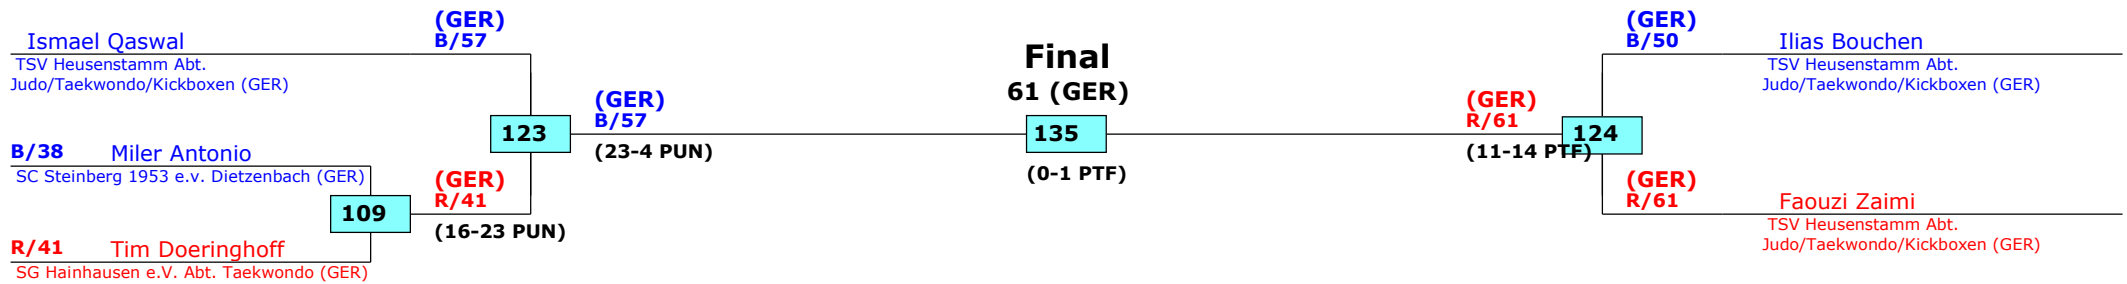 (GER)
B/57
Ismael Qaswal
TSV Heusenstamm Abt.
Judo/Taekwondo/Kickboxen (GER)
B/38 Miler Antonio
SC Steinberg 1953 e.v. Dietzenbach (GER)
109
R/41 Tim Doeringhoff
SG Hainhausen e.V. Abt. Taekwondo (GER)
(GER)
R/41
(16-23 PUN)
123
(GER)
B/57
(23-4 PUN)
Final
61 (GER)
135
(0-1 PTF)
(GER)
R/61
(11-14 PTF)
124
(GER)
B/50
Ilias Bouchen
TSV Heusenstamm Abt.
Judo/Taekwondo/Kickboxen (GER)
(GER)
R/61
Faouzi Zaimi
TSV Heusenstamm Abt.
Judo/Taekwondo/Kickboxen (GER)